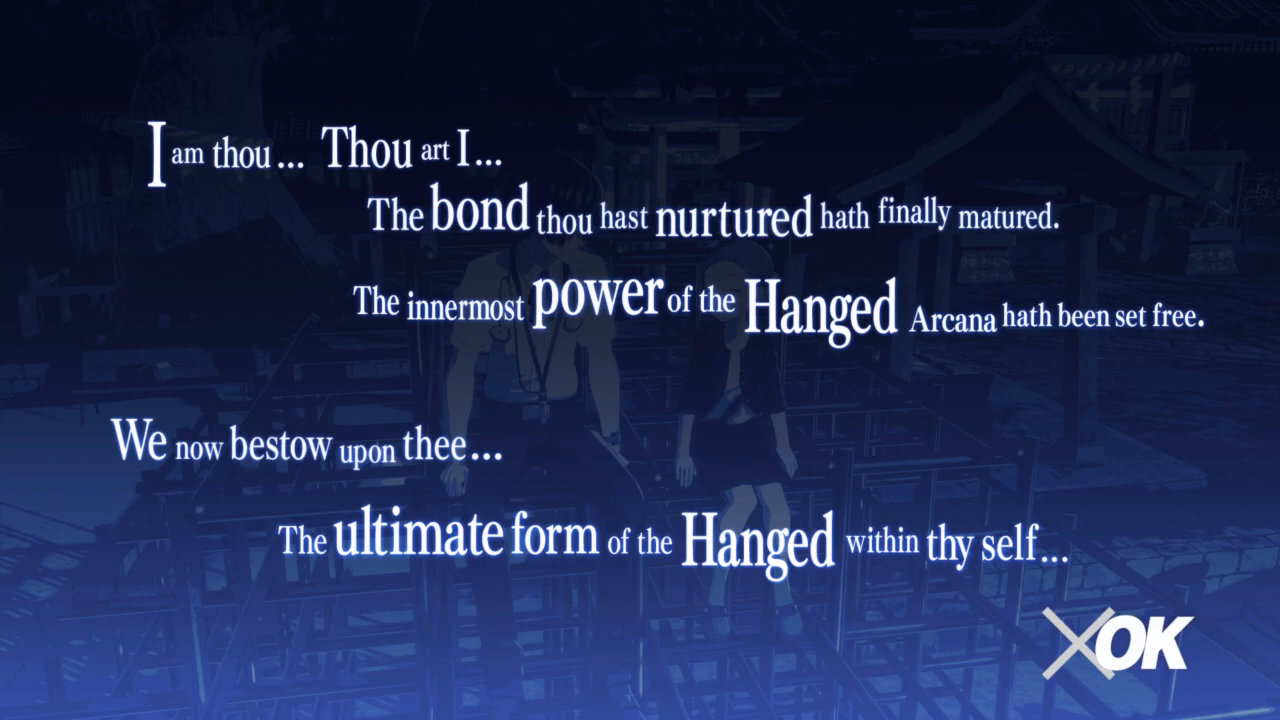 I am thou... Thou art I...
The bond thou hast nurtured hath finally matured.
The innermost power of the Hanged Arcana hath been set free.
We now bestow upon thee...
The ultimate form of the Hanged within thy self...
OK